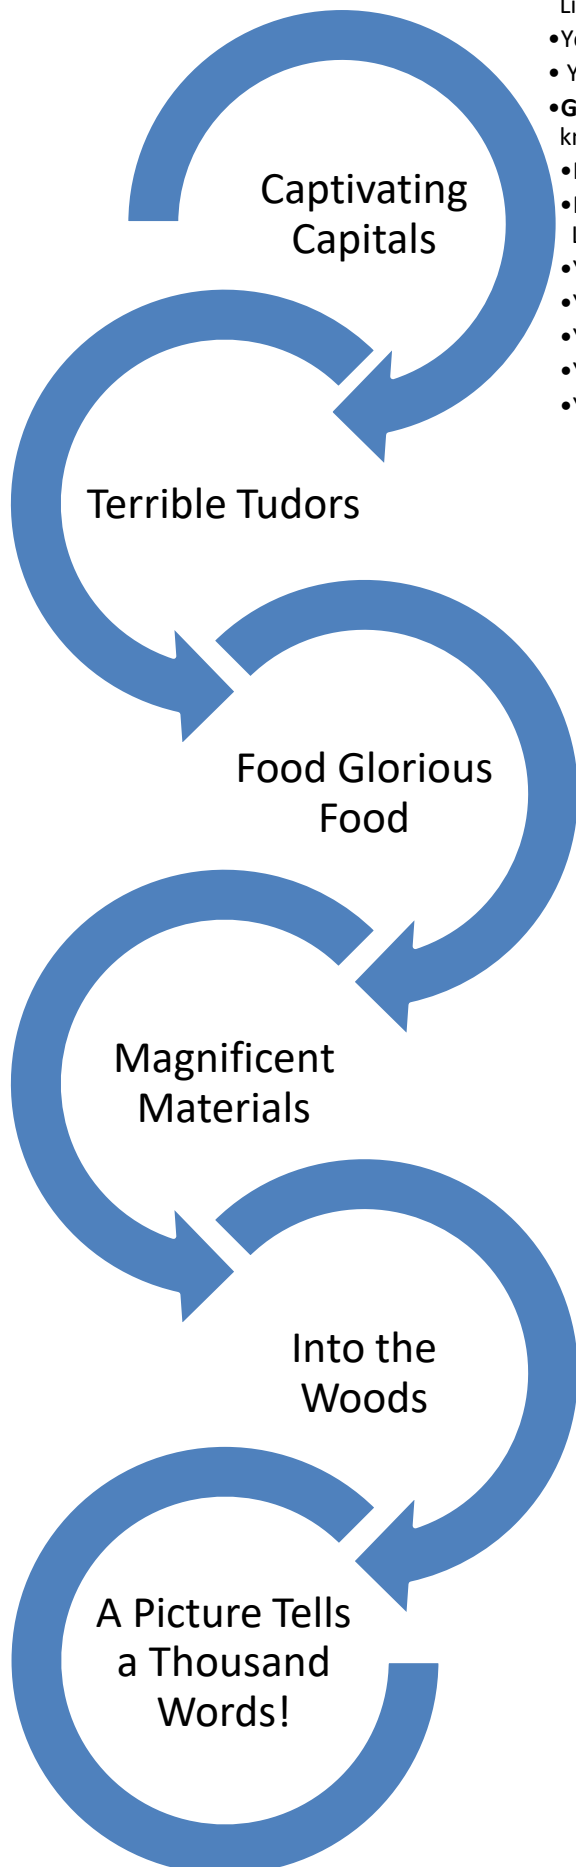 Captivating
Capitals
Terrible Tudors
Food Glorious
Food
Magnificent
Materials
Into the
Woods
A Picture Tells
a Thousand
Words!